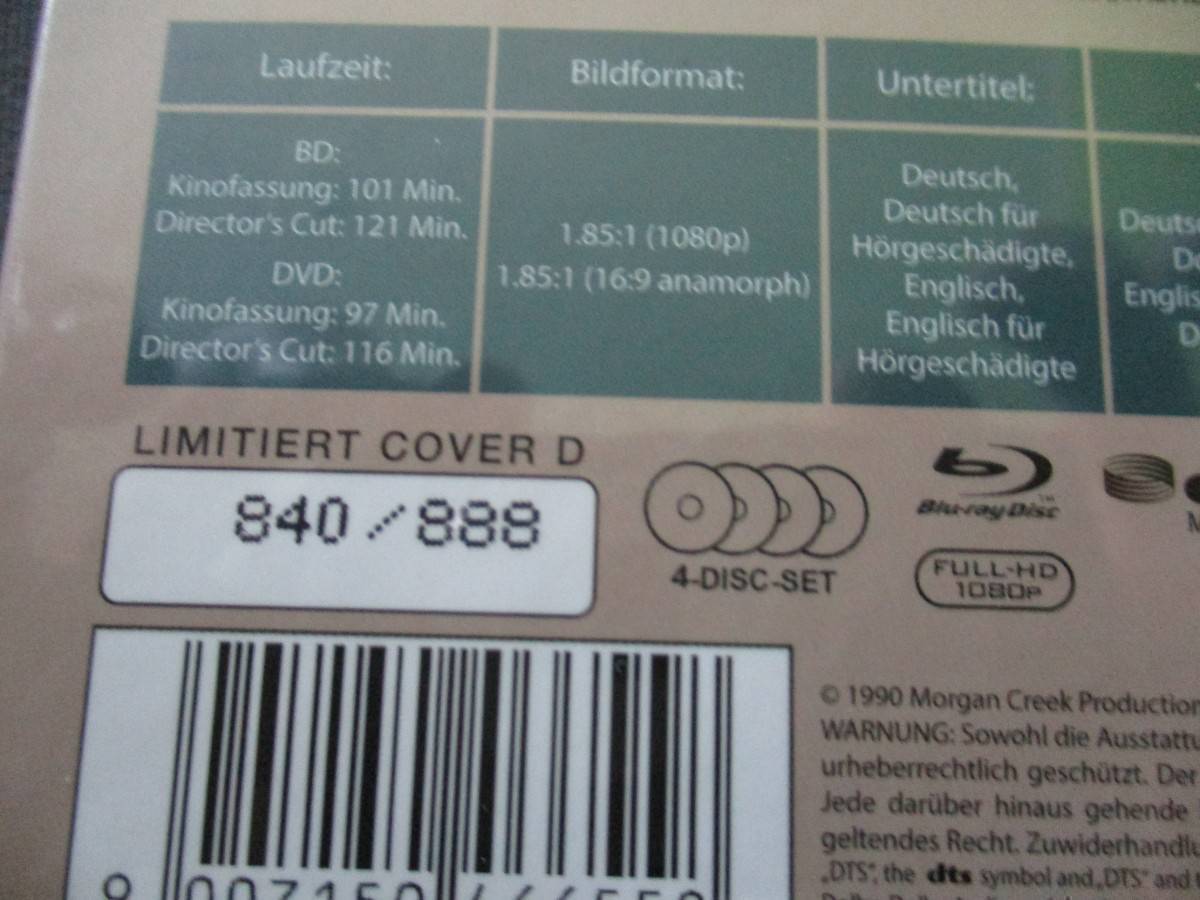 Laufzeit:
Bildformat:
Untertitel:
BD:
Kinofassung: 101 Min.
Director's Cut: 121 Min.
DVD:
Kinofassung: 97 Min.
Director's Cut: 116 Min.
1.85:1 (1080p)
1.85:1 (16:9 anamorph)
Deutsch,
Deutsch für
Hörgeschädigte,
Englisch,
Englisch für
Hörgeschädigte
LIMITIERT COVER D
840/888
4-DISC-SET
Blu-ray Disc™
FULL-HD
1080P
© 1990 Morgan Creek Production
WARNUNG: Sowohl die
urheberrechtlich geschützt. Der
Jede darüber hinaus gehende
geltendes Recht.
„DTS“, the dts symbol and „DTS“ and